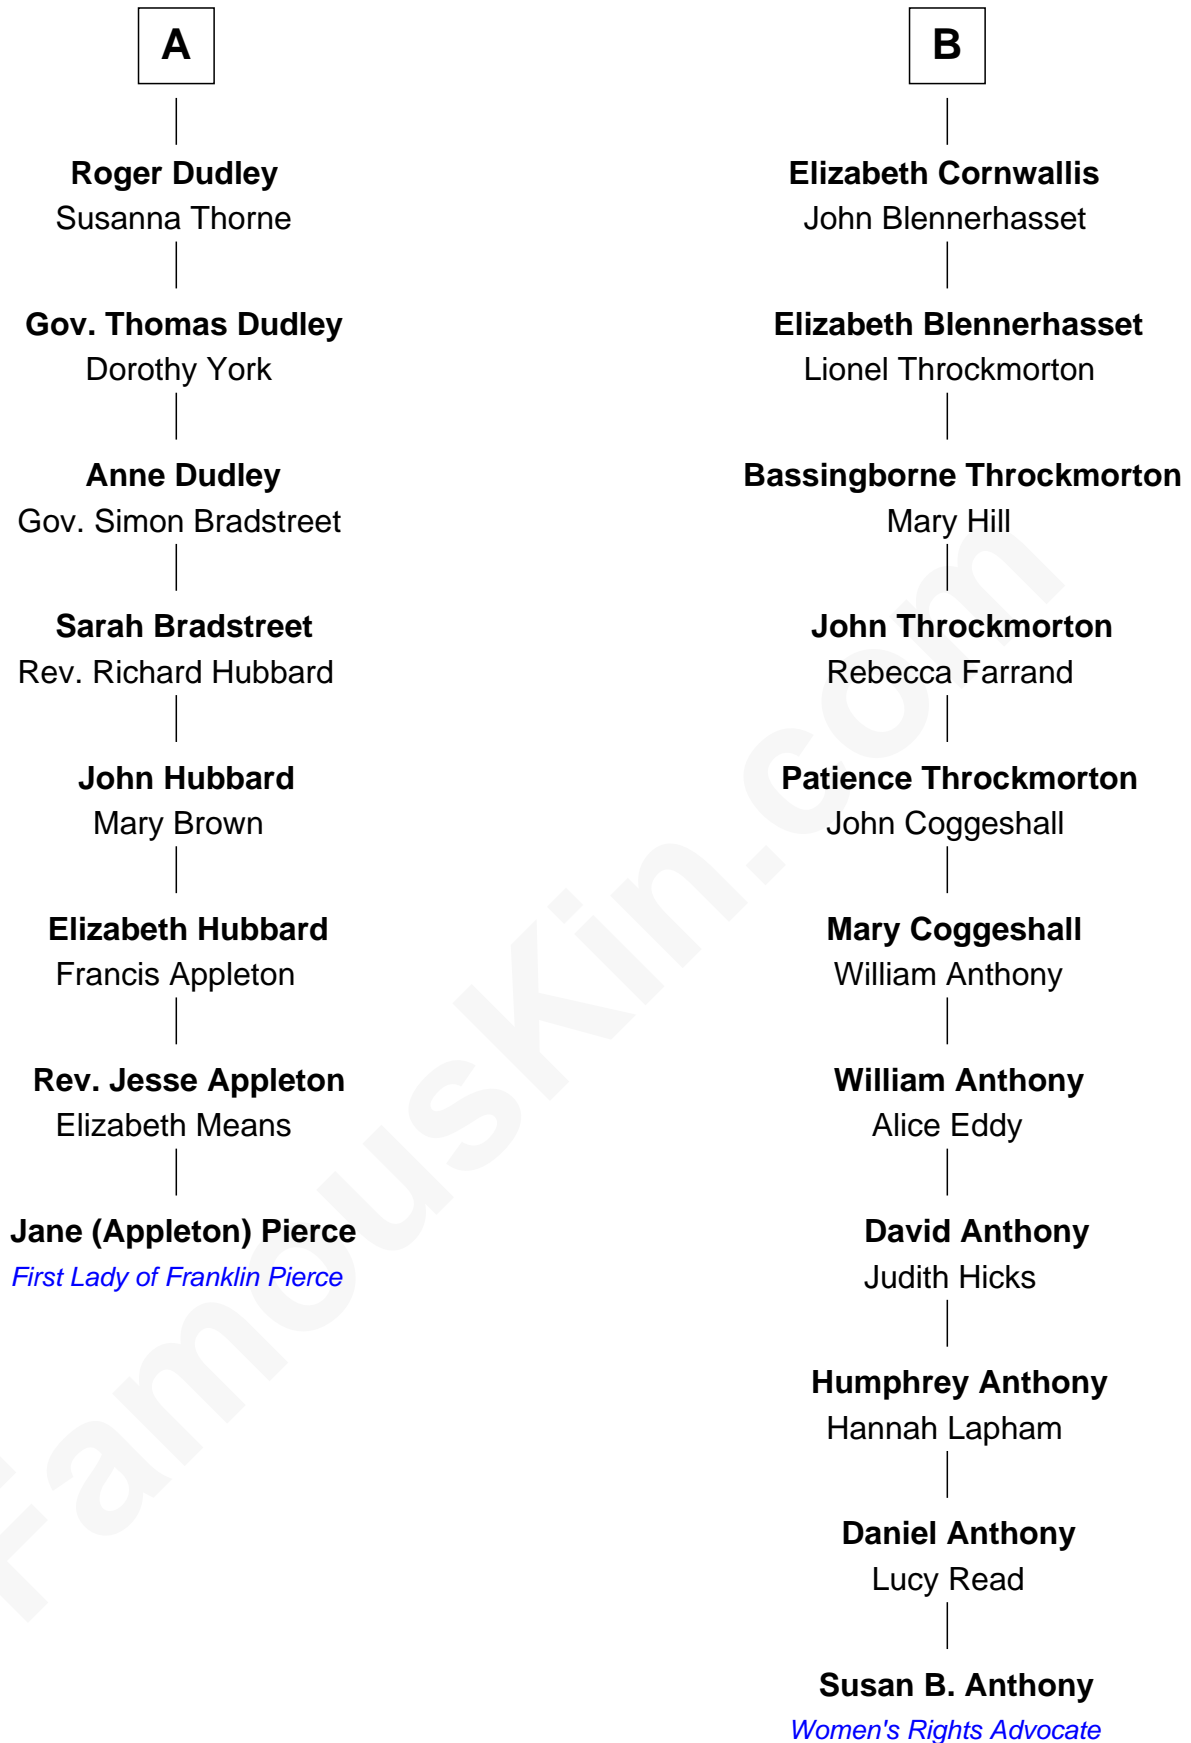 A
Roger Dudley
Susanna Thorne
Gov. Thomas Dudley
Dorothy York
Anne Dudley
Gov. Simon Bradstreet
Sarah Bradstreet
Rev. Richard Hubbard
John Hubbard
Mary Brown
Elizabeth Hubbard
Francis Appleton
Rev. Jesse Appleton
Elizabeth Means
Jane (Appleton) Pierce
First Lady of Franklin Pierce
B
Elizabeth Cornwallis
John Blennerhasset
Elizabeth Blennerhasset
Lionel Throckmorton
Bassingborne Throckmorton
Mary Hill
John Throckmorton
Rebecca Farrand
Patience Throckmorton
John Coggeshall
Mary Coggeshall
William Anthony
William Anthony
Alice Eddy
David Anthony
Judith Hicks
Humphrey Anthony
Hannah Lapham
Daniel Anthony
Lucy Read
Susan B. Anthony
Women's Rights Advocate
FamousKin.com